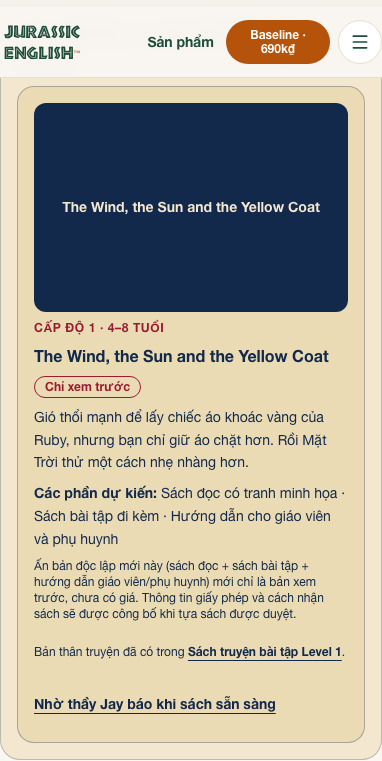 JURASSIC
ENGLISH™
Sản phẩm
Baseline ·
690k₫
The Wind, the Sun and the Yellow Coat
CẤP ĐỘ 1 · 4–8 TUỔI
The Wind, the Sun and the Yellow Coat
Chỉ xem trước
Gió thổi mạnh để lấy chiếc áo khoác vàng của
Ruby, nhưng bạn chỉ giữ áo chặt hơn. Rồi Mặt
Trời thử một cách nhẹ nhàng hơn.
Các phần dự kiến: Sách đọc có tranh minh họa ·
Sách bài tập đi kèm · Hướng dẫn cho giáo viên
và phụ huynh
Ấn bản độc lập mới này (sách đọc + sách bài tập +
hướng dẫn giáo viên/phụ huynh) mới chỉ là bản xem
trước, chưa có giá. Thông tin giấy phép và cách nhận
sách sẽ được công bố khi tựa sách được duyệt.
Bản thân truyện đã có trong Sách truyện bài tập Level 1.
Nhờ thầy Jay báo khi sách sẵn sàng